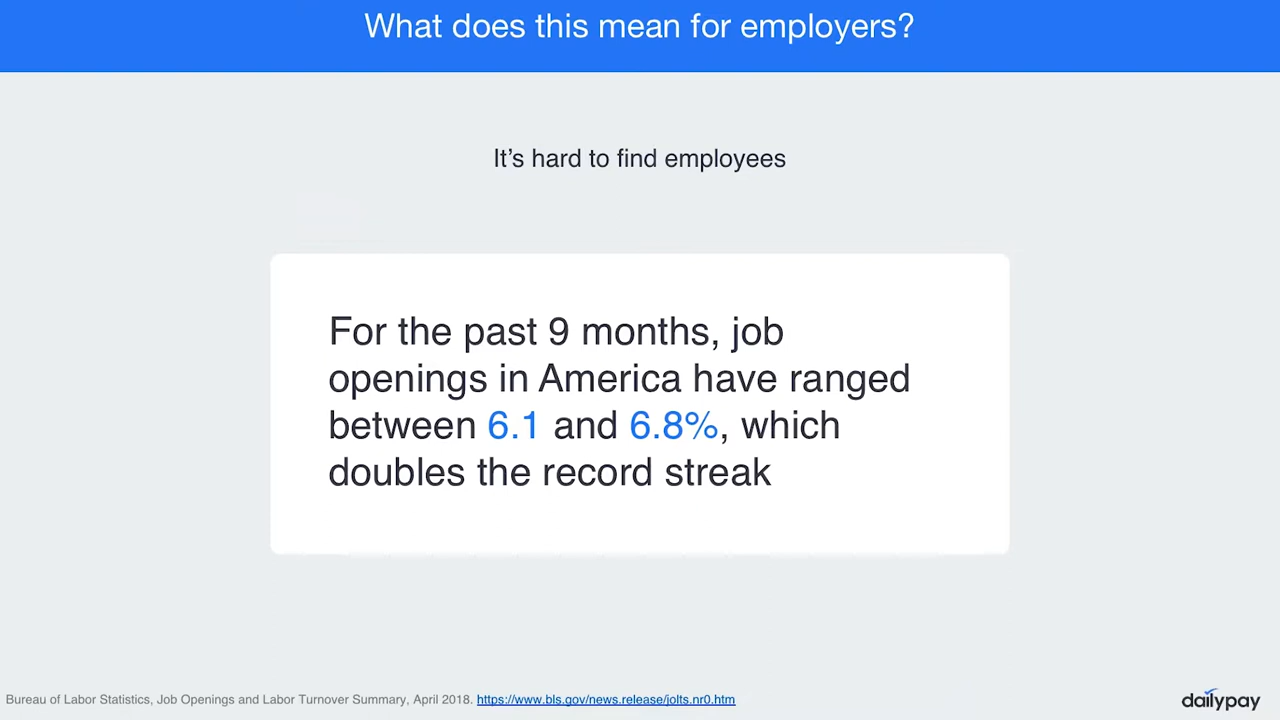 What does this mean for employers?
It’s hard to find employees
For the past 9 months, job
openings in America have ranged
between 6.1 and 6.8%, which
doubles the record streak
Bureau of Labor Statistics, Job Openings and Labor Turnover Summary, April 2018. https://www.bls.gov/news.release/jolts.nr0.htm
dailypay